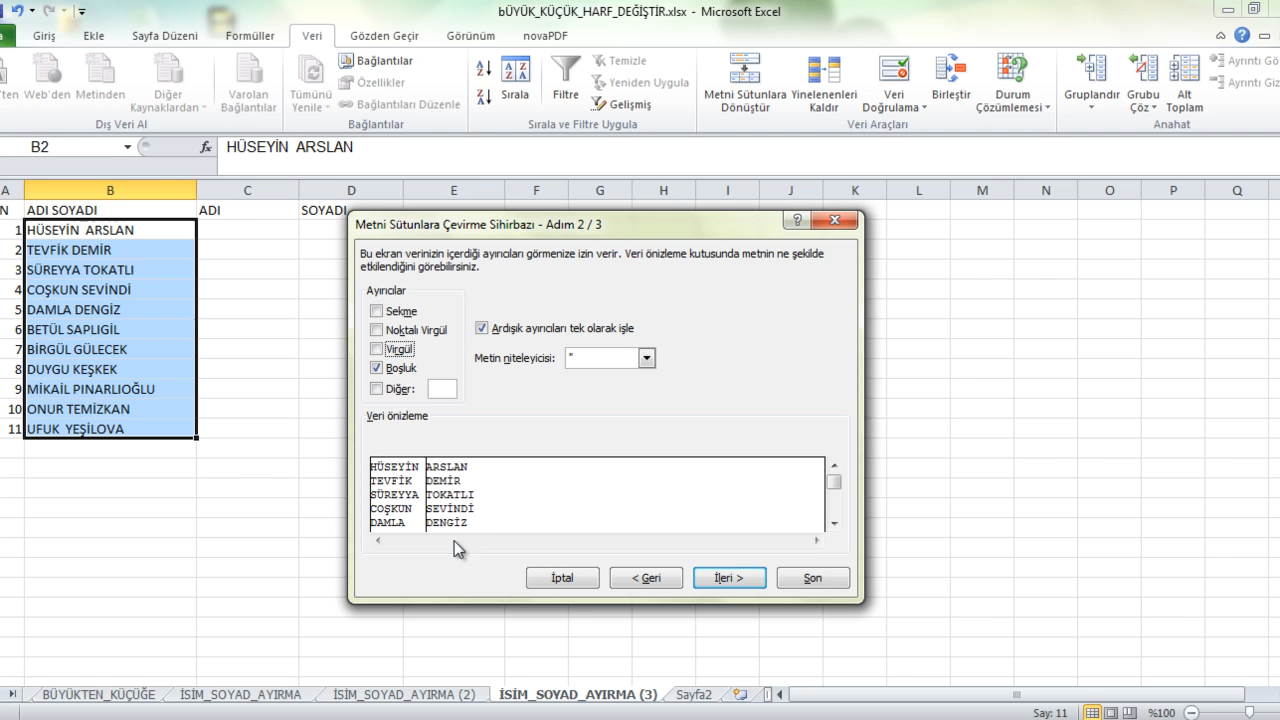 bÜYÜK_KÜÇÜK_HARF_DEĞİŞTİR.xlsx - Microsoft Excel
Giriş Ekle Sayfa Düzeni Formüller Veri Gözden Geçir Görünüm novaPDF
Bağlantılar
Özellikler
Bağlantıları Düzenle
Temizle
Yeniden Uygula
Gelişmiş
Webden Metinden Diğer Kaynaklardan Varolan Bağlantılar Tümünü Yenile Sırala Filtre Metni Sütunlara Dönüştür Yinelenenleri Kaldır Veri Doğrulama Birleştir Durum Çözümlemesi Gruplandır Grubu Çöz Alt Toplam
Ayrıntı Gö
Ayrıntı Giz
Dış Veri Al Bağlantılar Sırala ve Filtre Uygula Veri Araçları Anahat
B2 fx HÜSEYİN  ARSLAN
A B C D E F G H I J K L M N O P Q
N ADI SOYADI ADI SOYADI
1 HÜSEYİN  ARSLAN
2 TEVFİK DEMİR
3 SÜREYYA TOKATLI
4 COŞKUN SEVİNDİ
5 DAMLA DENGİZ
6 BETÜL SAPLIGİL
7 BİRGÜL GÜLECEK
8 DUYGU KEŞKEK
9 MİKAİL PINARLIOĞLU
10 ONUR TEMİZKAN
11 UFUK  YEŞİLOVA
Metni Sütunlara Çevirme Sihirbazı - Adım 2 / 3
Bu ekran verinizin içerdiği ayırıcıları görmenize izin verir. Veri önizleme kutusunda metnin ne şekilde
etkilendiğini görebilirsiniz.
Ayırıcılar
Sekme
Noktalı Virgül
Virgül
Boşluk
Diğer:
Ardışık ayırıcıları tek olarak işle
Metin niteleyicisi: "
Veri önizleme
HÜSEYİN ARSLAN
TEVFİK DEMİR
SÜREYYA TOKATLI
COŞKUN SEVİNDİ
DAMLA DENGİZ
İptal < Geri İleri > Son
BÜYÜKTEN_KÜÇÜĞE İSİM_SOYAD_AYIRMA İSİM_SOYAD_AYIRMA (2) İSİM_SOYAD_AYIRMA (3) Sayfa2
Say: 11 %100